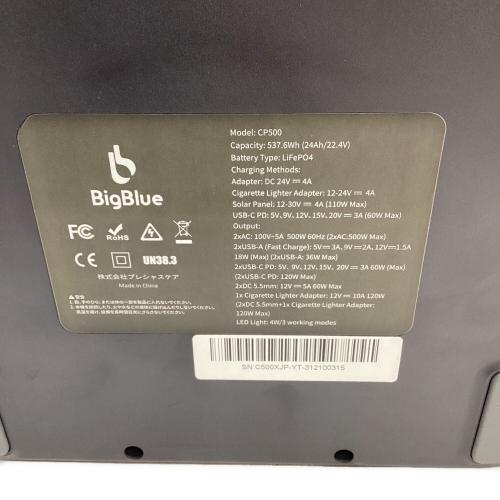 BigBlue
FC
RoHS
CE
UN38.3
株式会社プレシャスケア
Made in China
Model: CP500
Capacity: 537.6Wh (24Ah/22.4V)
Battery Type: LiFePO4
Charging Methods:
Adapter: DC 24V⎓4A
Cigarette Lighter Adapter: 12-24V⎓4A
Solar Panel: 12-30V⎓4A (110W Max)
USB-C PD: 5V、9V、12V、15V、20V⎓3A (60W Max)
Output:
2xAC: 100V~5A 500W 60Hz (2xAC:500W Max)
2xUSB-A (Fast Charge): 5V⎓3A, 9V⎓2A, 12V⎓1.5A
18W (Max) (2xUSB-A: 36W Max)
2xUSB-C PD: 5V、9V、12V、15V、20V⎓3A 60W (Max)
(2xUSB-C PD: 120W Max)
2xDC 5.5mm: 12V⎓5A 60W Max
1x Cigarette Lighter Adapter: 12V⎓10A 120W
(2xDC 5.5mm+1x Cigarette Lighter Adapter:
120W Max)
LED Light: 4W/3 working modes
SN:C500XJP-YT-312100315